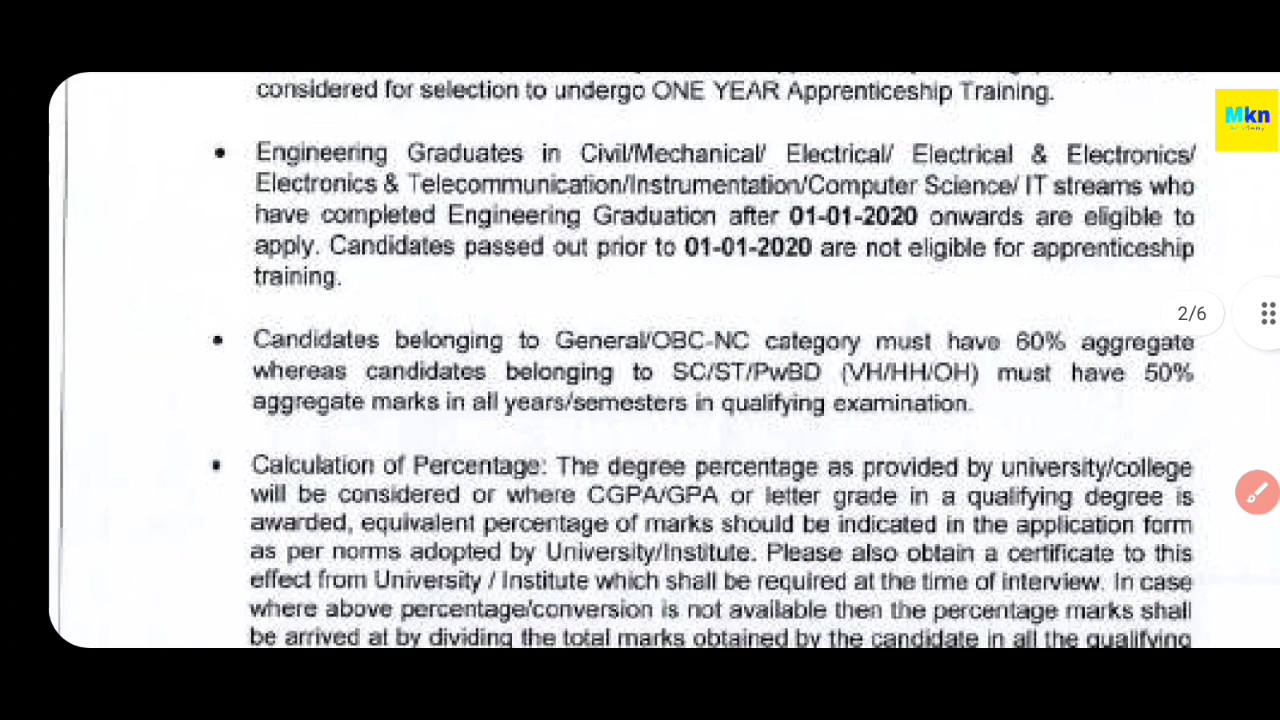 considered for selection to undergo ONE YEAR Apprenticeship Training.
Mkn
academy
• Engineering Graduates in Civil/Mechanical/ Electrical/ Electrical & Electronics/
Electronics & Telecommunication/Instrumentation/Computer Science/ IT streams who
have completed Engineering Graduation after 01-01-2020 onwards are eligible to
apply. Candidates passed out prior to 01-01-2020 are not eligible for apprenticeship
training.
2/6
• Candidates belonging to General/OBC-NC category must have 60% aggregate
whereas candidates belonging to SC/ST/PwBD (VH/HH/OH) must have 50%
aggregate marks in all years/semesters in qualifying examination.
• Calculation of Percentage: The degree percentage as provided by university/college
will be considered or where CGPA/GPA or letter grade in a qualifying degree is
awarded, equivalent percentage of marks should be indicated in the application form
as per norms adopted by University/Institute. Please also obtain a certificate to this
effect from University / Institute which shall be required at the time of interview. In case
where above percentage/conversion is not available then the percentage marks shall
be arrived at by dividing the total marks obtained by the candidate in all the qualifying